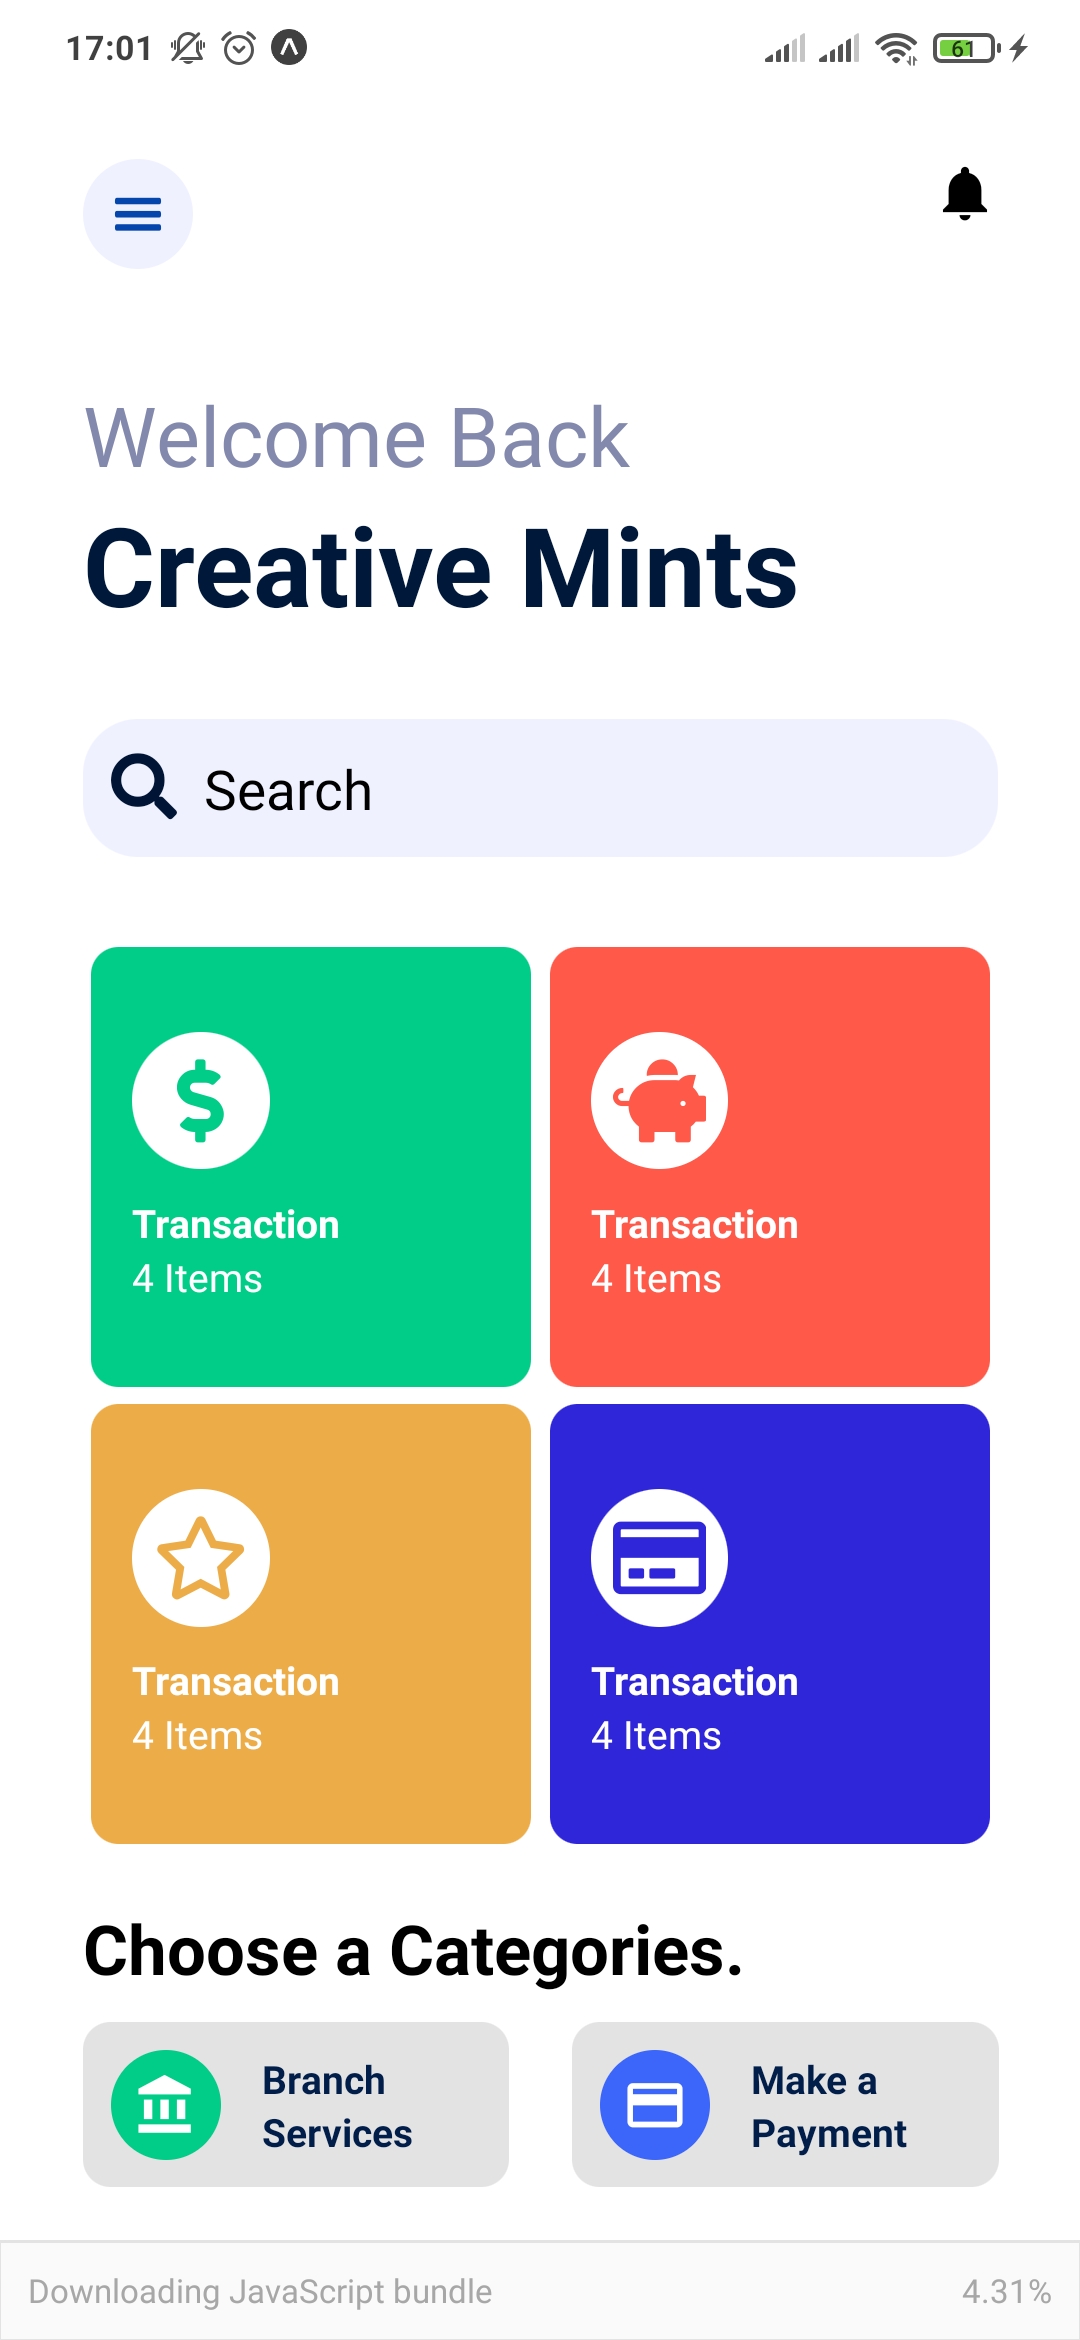 17:01
61
Welcome Back
Creative Mints
Search
Transaction
4 Items
Transaction
4 Items
Transaction
4 Items
Transaction
4 Items
Choose a Categories.
Branch
Services
Make a
Payment
Downloading JavaScript bundle 4.31%